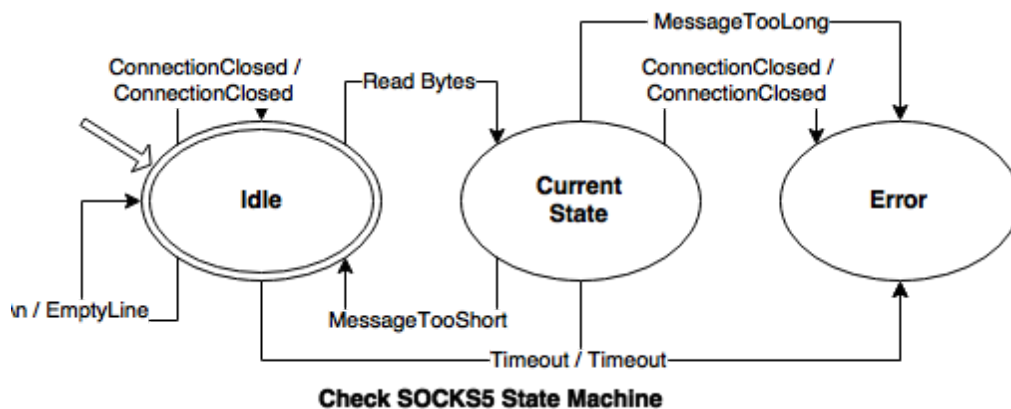 MessageTooLong
ConnectionClosed /
ConnectionClosed
Read Bytes
ConnectionClosed /
ConnectionClosed
Idle
Current
State
Error
/ EmptyLine
MessageTooShort
Timeout / Timeout
Check SOCKS5 State Machine